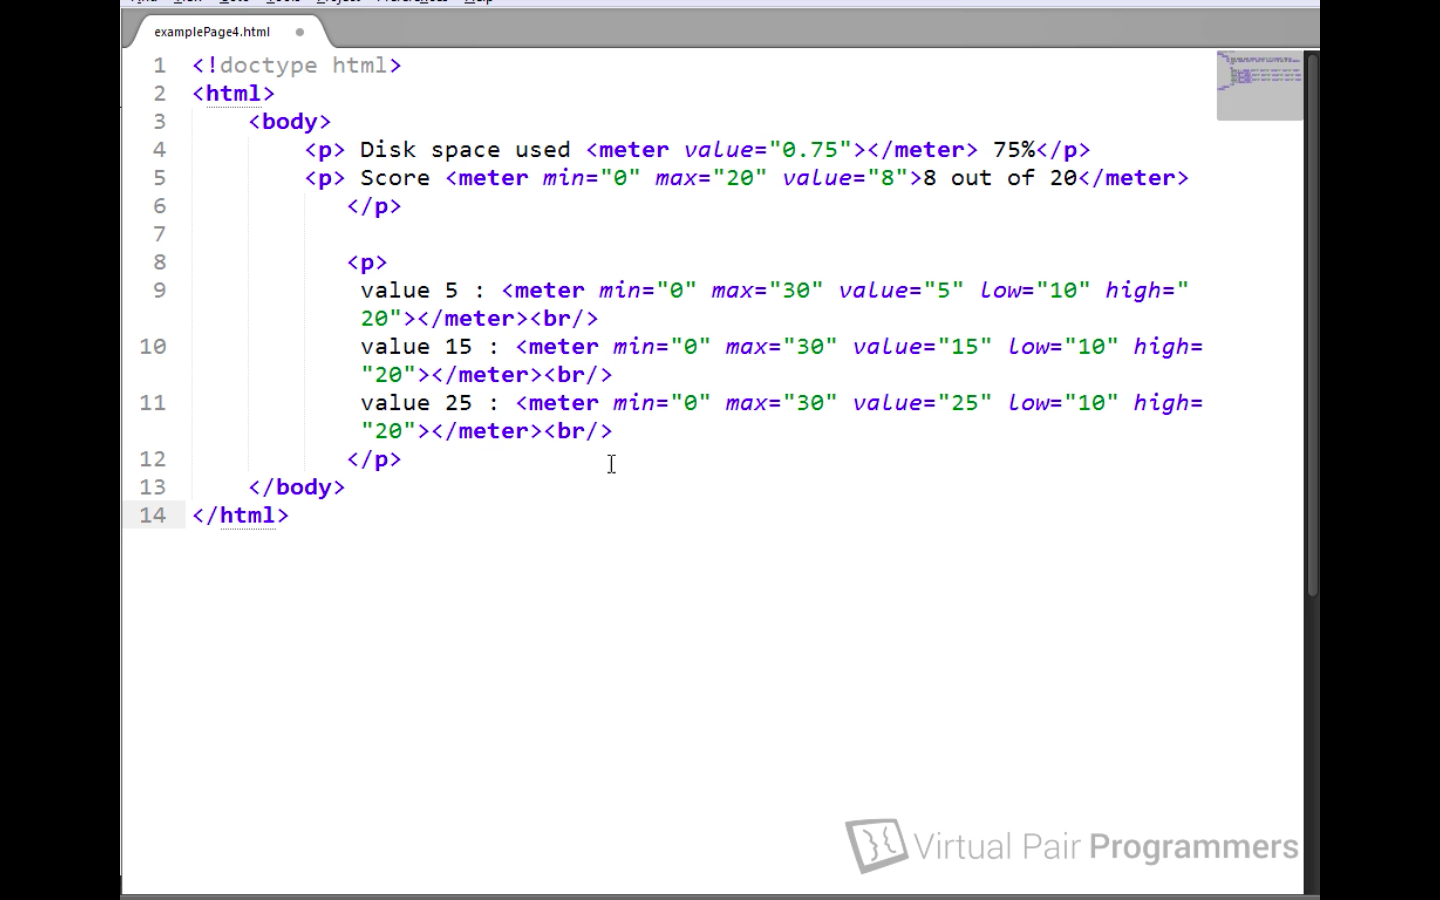 examplePage4.html
1 <!doctype html>
2 <html>
3 <body>
4 <p> Disk space used <meter value="0.75"></meter> 75%</p>
5 <p> Score <meter min="0" max="20" value="8">8 out of 20</meter>
6 </p>
7
8 <p>
9 value 5 : <meter min="0" max="30" value="5" low="10" high="
20"></meter><br/>
10 value 15 : <meter min="0" max="30" value="15" low="10" high=
"20"></meter><br/>
11 value 25 : <meter min="0" max="30" value="25" low="10" high=
"20"></meter><br/>
12 </p>
13 </body>
14 </html>
Virtual Pair Programmers